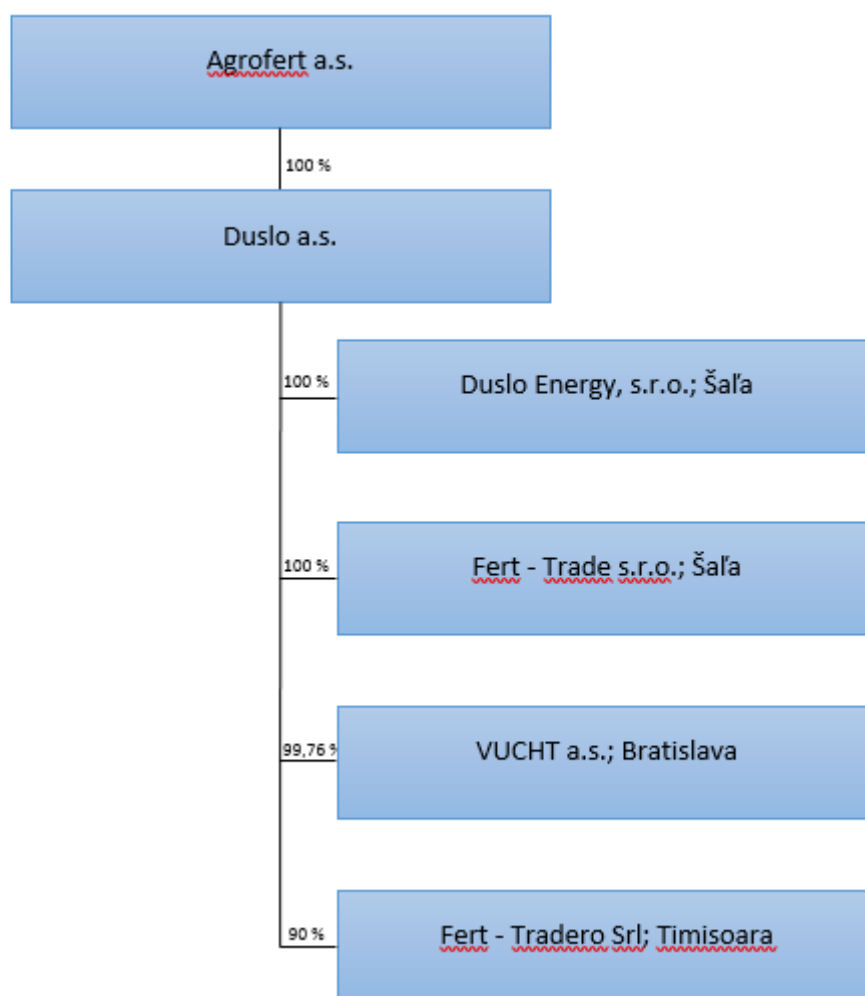 Agrofert a.s.
100 %
Duslo a.s.
100 %
Duslo Energy, s.r.o.; Šaľa
100 %
Fert - Trade s.r.o.; Šaľa
99,76 %
VUCHT a.s.; Bratislava
90 %
Fert - Tradero Srl; Timisoara